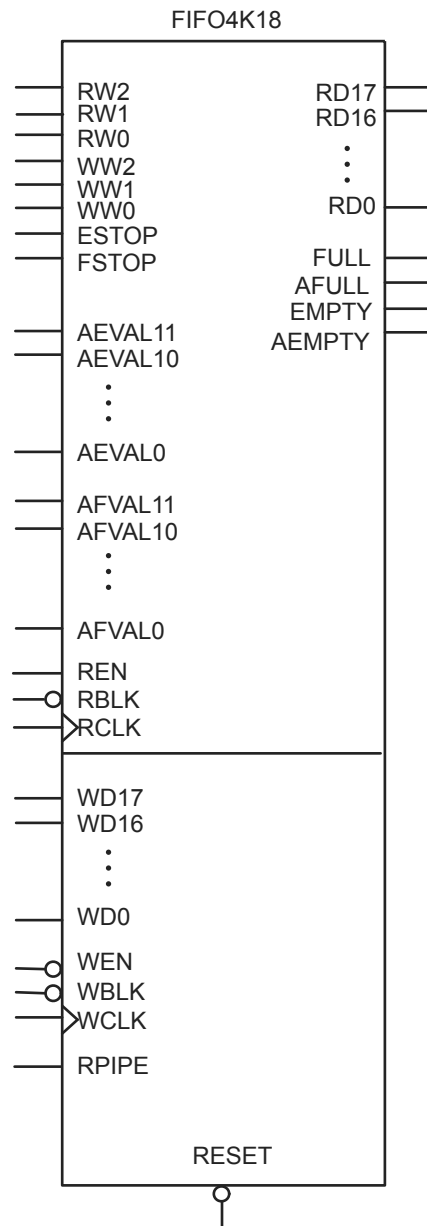 FIFO4K18
RW2
RD17
RW1
RD16
RW0
WW2
WW1
WW0
RD0
ESTOP
FSTOP
FULL
AFULL
EMPTY
AEVAL11
AEMPTY
AEVAL10
AEVAL0
AFVAL11
AFVAL10
AFVAL0
REN
RBLK
RCLK
WD17
WD16
WD0
WEN
WBLK
WCLK
RPIPE
RESET